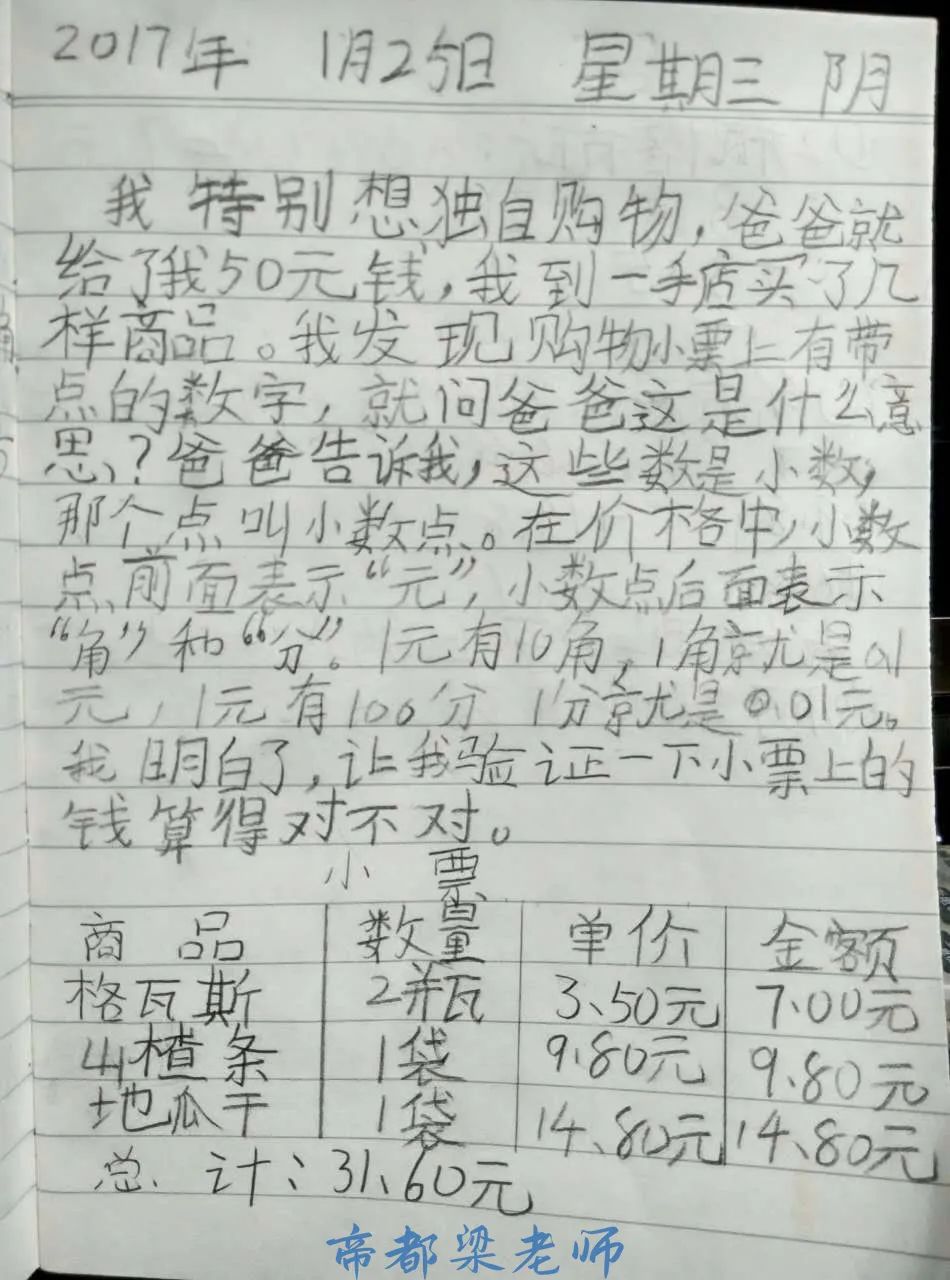 2017年 1月25日 星期三 阴
我特别想独自购物,爸爸就
给了我50元钱,我到一手店买了几
样商品。我发现购物小票上有带
点的数字,就问爸爸这是什么意
思?爸爸告诉我,这些数是小数,
那个点叫小数点。在价格中,小数
点前面表示“元”,小数点后面表示
“角”和“分”。1元有10角,1角就是0.1
元,1元有100分 1分就是0.01元。
我明白了,让我验证一下小票上的
钱算得对不对。
小票
商品 数量 单价 金额
格瓦斯 2瓶 3.50元 7.00元
山楂条 1袋 9.80元 9.80元
地瓜干 1袋 14.80元 14.80元
总计:31.60元
帝都梁老师